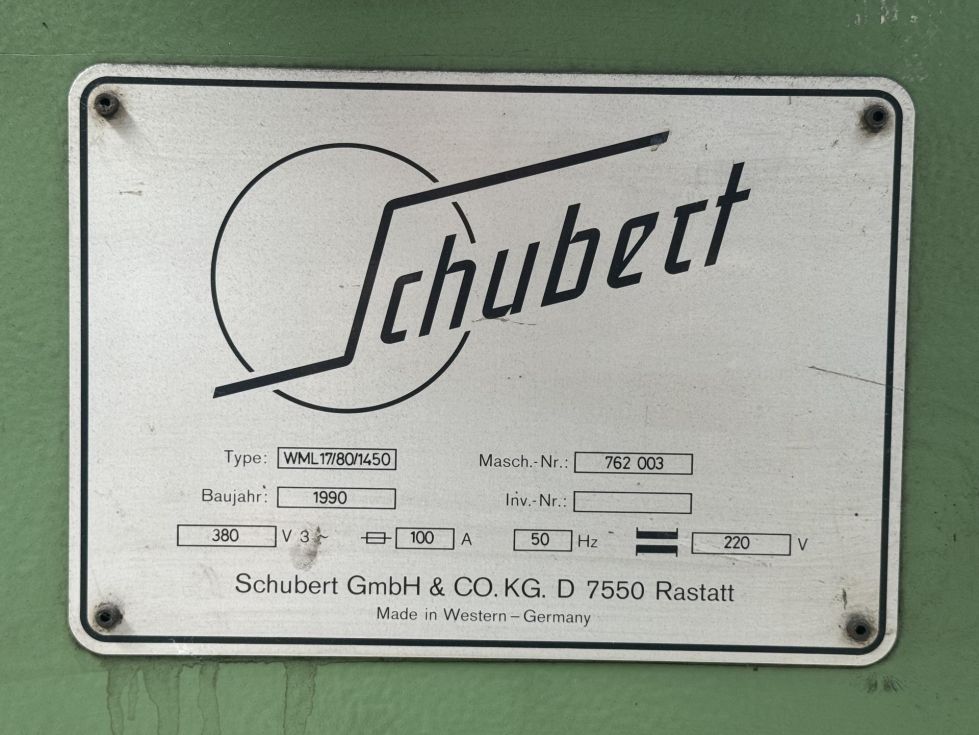 Schubert
Type: WML17/80/1450 Masch.-Nr.: 762 003
Baujahr: 1990 Inv.-Nr.:
380 V 3 ~ 100 A 50 Hz 220 V
Schubert GmbH & CO. KG. D 7550 Rastatt
Made in Western – Germany